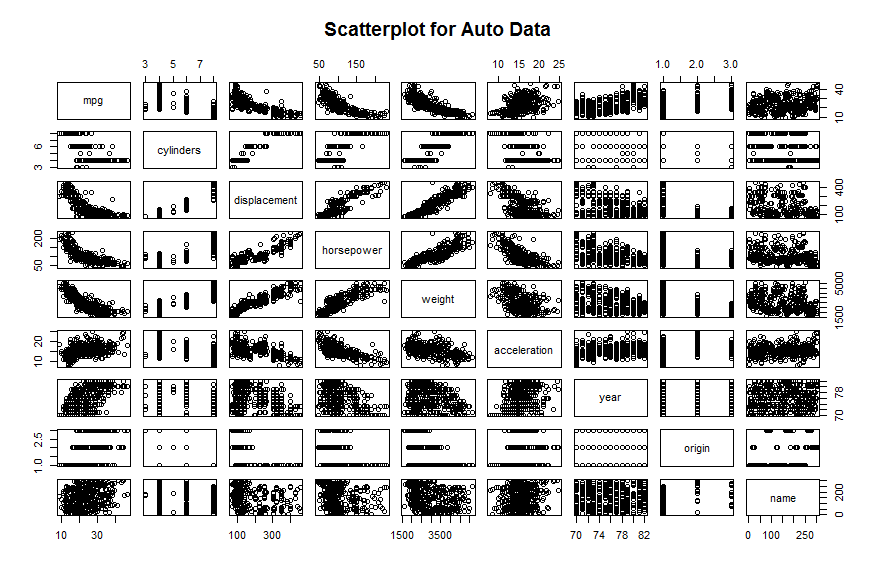 Scatterplot for Auto Data
3 5 7 50 150 10 15 20 25 1.0 2.0 3.0
mpg 10 40
3 6 cylinders
displacement 100 400
50 200 horsepower
weight 1500 5000
10 20 acceleration
year 70 78
1.0 2.5 origin
name 0 200
10 30 100 300 1500 3500 70 74 78 82 0 100 250